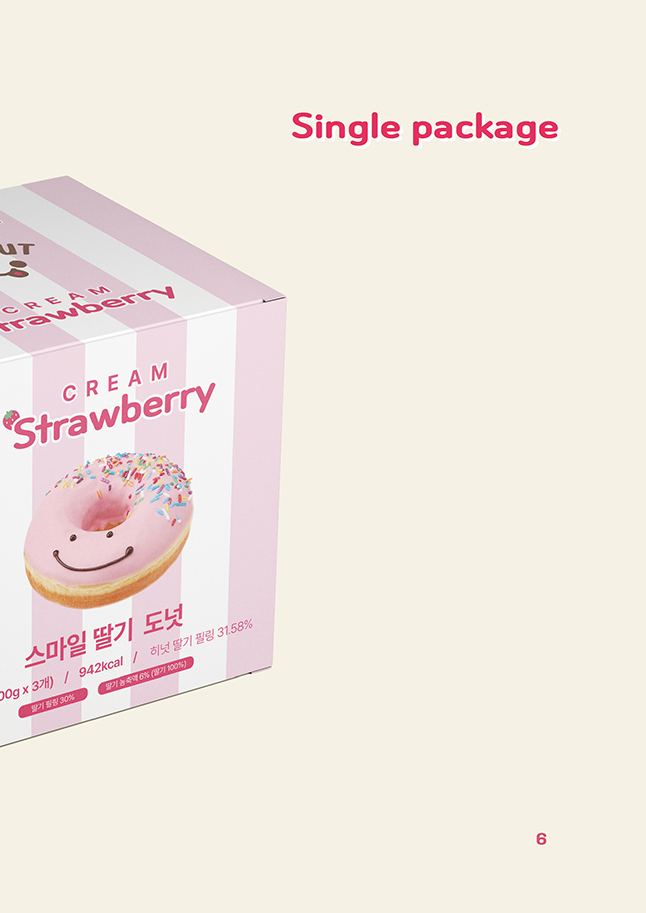 Single package
UT
CREAM
trawberry
CREAM
Strawberry
스마일 딸기 도넛
00g x 3개) / 942kcal / 히넛 딸기 필링 31.58%
딸기 필링 30%
딸기 농축액 6% (딸기 100%)
6